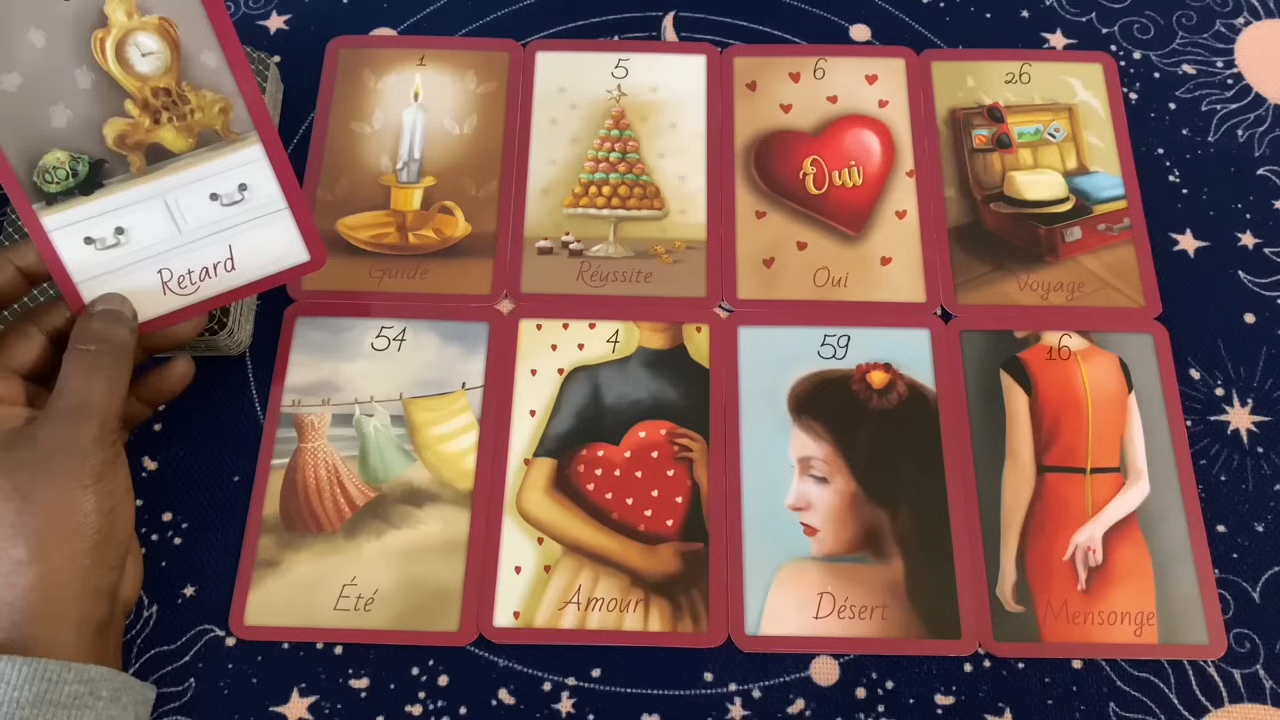 Retard
1
Guide
5
Réussite
6
Oui
Oui
26
Voyage
54
Été
4
Amour
59
Désert
16
Mensonge